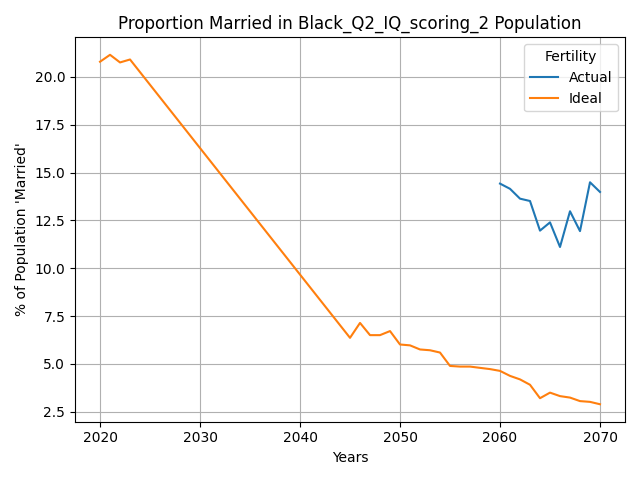 Proportion Married in Black_Q2_IQ_scoring_2 Population
% of Population 'Married'
20.0
17.5
15.0
12.5
10.0
7.5
5.0
2.5
Fertility
Actual
Ideal
2020 2030 2040 2050 2060 2070
Years